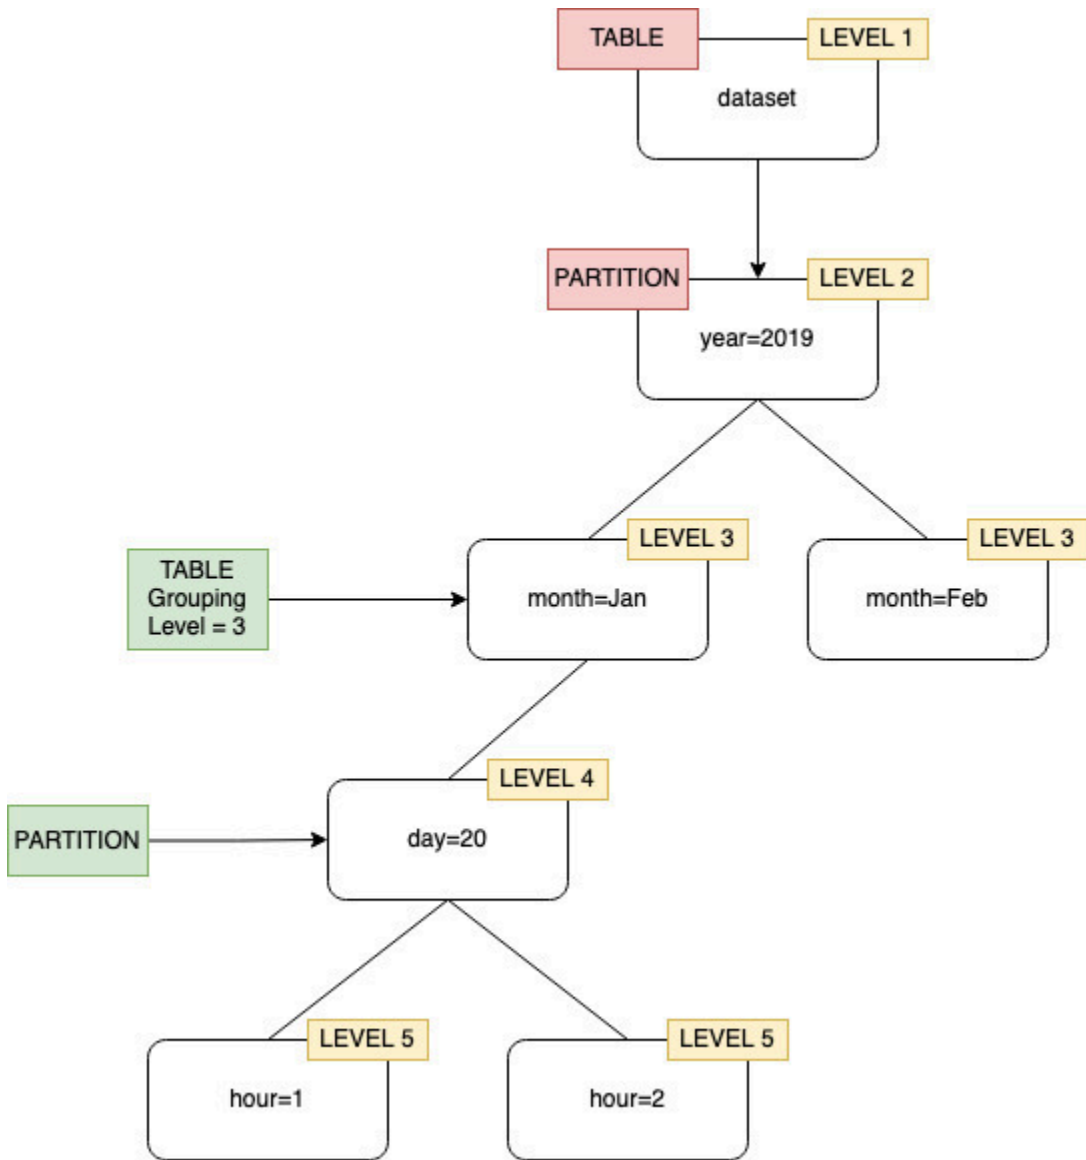 TABLE
LEVEL 1
dataset
PARTITION
LEVEL 2
year=2019
LEVEL 3
LEVEL 3
TABLE
Grouping
Level = 3
month=Jan
month=Feb
LEVEL 4
PARTITION
day=20
LEVEL 5
LEVEL 5
hour=1
hour=2